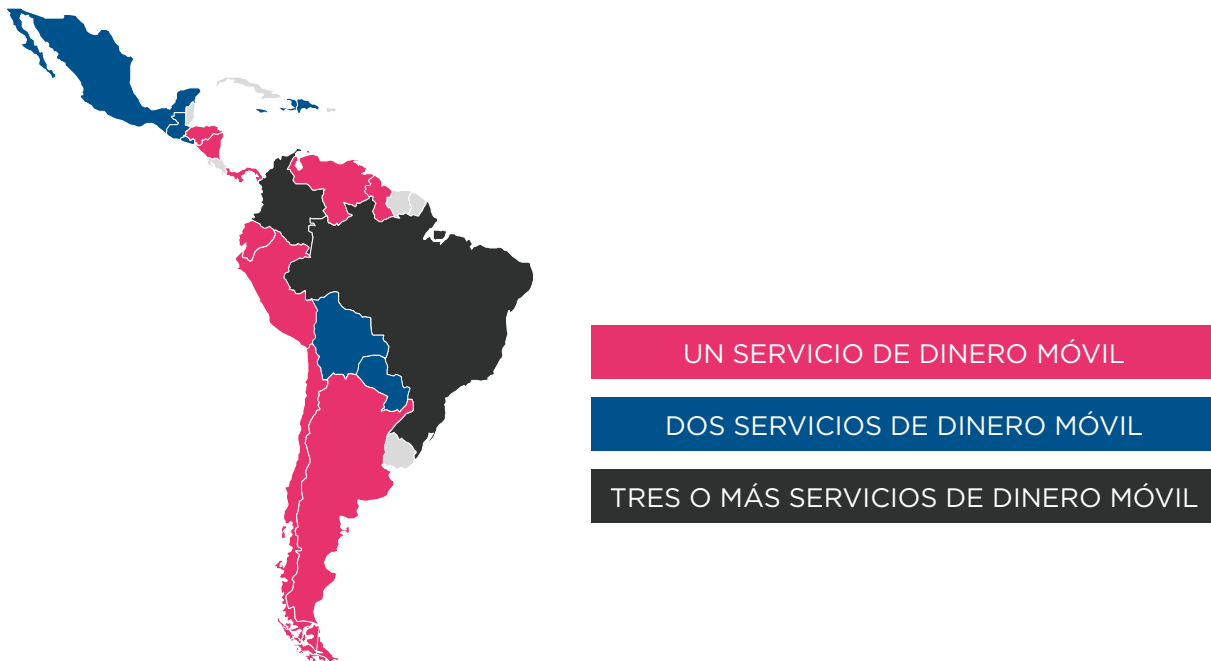 UN SERVICIO DE DINERO MÓVIL
DOS SERVICIOS DE DINERO MÓVIL
TRES O MÁS SERVICIOS DE DINERO MÓVIL